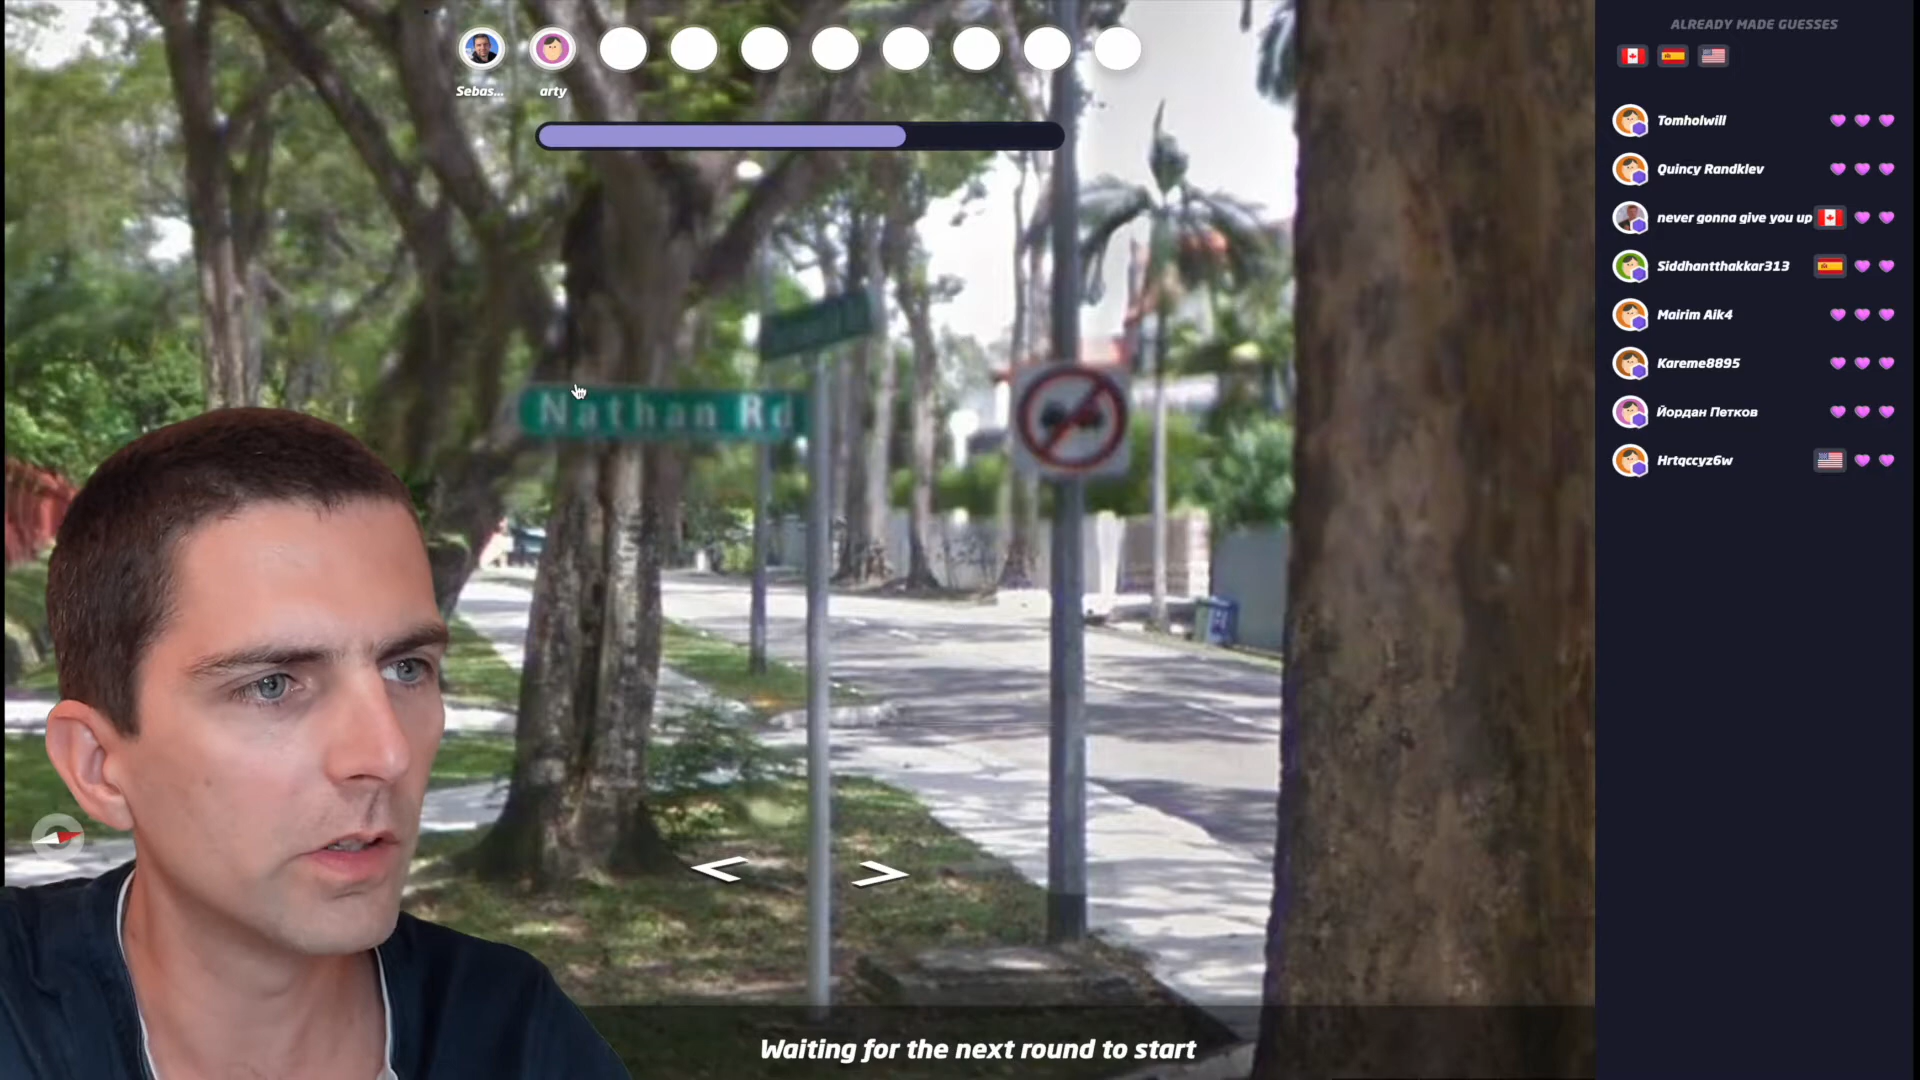 ALREADY MADE GUESSES
Sebas...
arty
Tomholwill
Quincy Randklev
never gonna give you up
Siddhantthakkar313
Mairim Aik4
Kareme8895
Йордан Петков
Hrtqccyz6w
Nathan Rd
Waiting for the next round to start